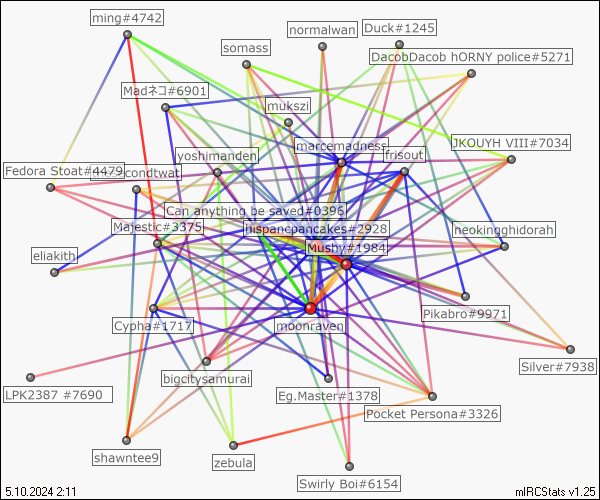 ming#4742
normalwan
Duck#1245
somass
DacobDacob hORNY police#5271
Madネコ#6901
mukszi
marcemadness
JKOUYH VIII#7034
yoshimanden
frisout
Fedora Stoat#4479
secondtwat
Can anything be saved#0396
Majestic#3375
hispancpancakes#2928
neokingghidorah
Mushy#1984
eliakith
Pikabro#9971
Cypha#1717
moonraven
Silver#7938
bigcitysamurai
LPK2387 #7690
Eg.Master#1378
Pocket Persona#3326
shawntee9
zebula
Swirly Boi#6154
5.10.2024 2:11
mIRCStats v1.25